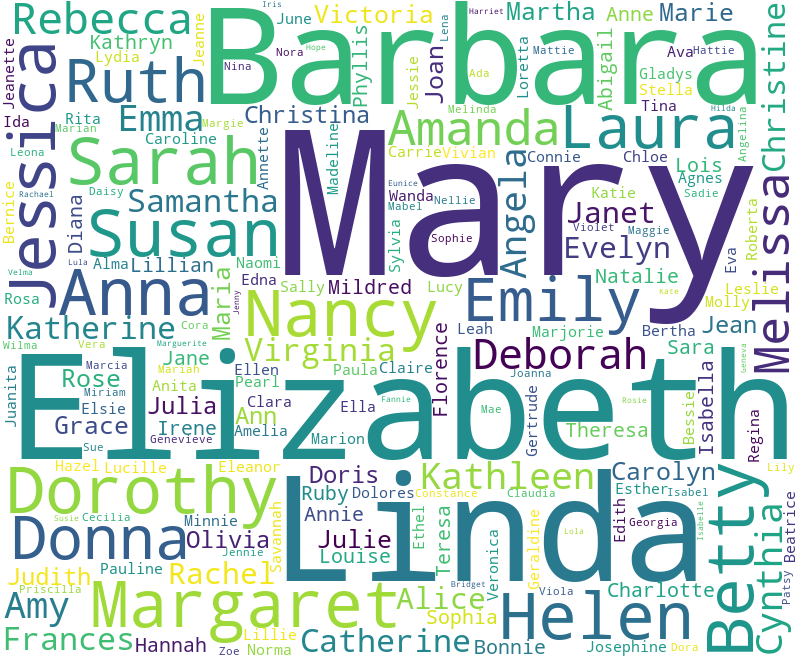 Rebecca
Barbara
Iris
June
Victoria
Harriet
Martha
Anne
Marie
Kathryn
Jeanne
Nora
Hope
Lena
Mattie
Ava
Hattie
Lydia
Nina
Phyllis
Jessie
Joan
Ada
Loretta
Abigail
Gladys
Stella
Christine
Jeanette
Jessica
Ruth
Emma
Margie
Christina
Melinda
Tina
Hilda
Ida
Rita
Marian
Caroline
Amanda
Laura
Angelina
Leona
Sarah
Annette
Madeline
Carrie
Vivian
Angela
Connie
Chloe
Lois
Agnes
Mary
Bernice
Rachael
Daisy
Samantha
Eunice
Wanda
Mabel
Nellie
Katie
Sadie
Diana
Susan
Janet
Violet
Maggie
Roberta
Melissa
Sylvia
Sophie
Evelyn
Velma
Lula
Alma
Lillian
Naomi
Eva
Rosa
Anna
Maria
Edna
Jenny
Sally
Mildred
Lucy
Emily
Natalie
Kate
Leslie
Molly
Katherine
Cora
Nancy
Florence
Leah
Marjorie
Bertha
Jean
Wilma
Vera
Marguerite
Jane
Virginia
Deborah
Sara
Geneva
Juanita
Marcia
Mariah
Ellen
Paula
Claire
Joanna
Isabella
Elizabeth
Rose
Miriam
Anita
Pearl
Elsie
Julia
Clara
Ella
Fannie
Mae
Gertrude
Rosie
Bessie
Grace
Ann
Irene
Amelia
Marion
Theresa
Regina
Sue
Genevieve
Dorothy
Hazel
Lucille
Eleanor
Doris
Kathleen
Carolyn
Lily
Linda
Ruby
Dolores
Constance
Claudia
Esther
Isabel
Betty
Donna
Susie
Cecilia
Minnie
Savannah
Annie
Ethel
Teresa
Geraldine
Lola
Edith
Georgia
Isabelle
Cynthia
Beatrice
Olivia
Jennie
Julie
Louise
Veronica
Judith
Pauline
Rachel
Bridget
Viola
Charlotte
Patsy
Priscilla
Amy
Margaret
Alice
Sophia
Helen
Frances
Hannah
Zoe
Lillie
Norma
Catherine
Bonnie
Josephine
Dora